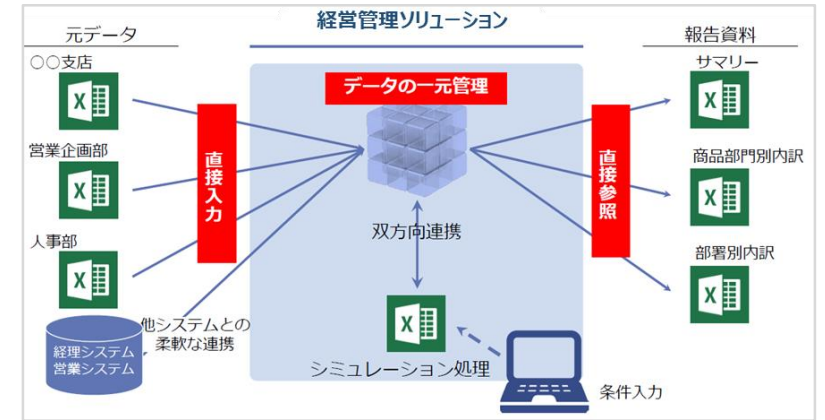 経営管理ソリューション
元データ
報告資料
○○支店
営業企画部
人事部
経理システム
営業システム
直接入力
他システムとの
柔軟な連携
データの一元管理
双方向連携
シミュレーション処理
条件入力
直接参照
サマリー
商品部門別内訳
部署別内訳